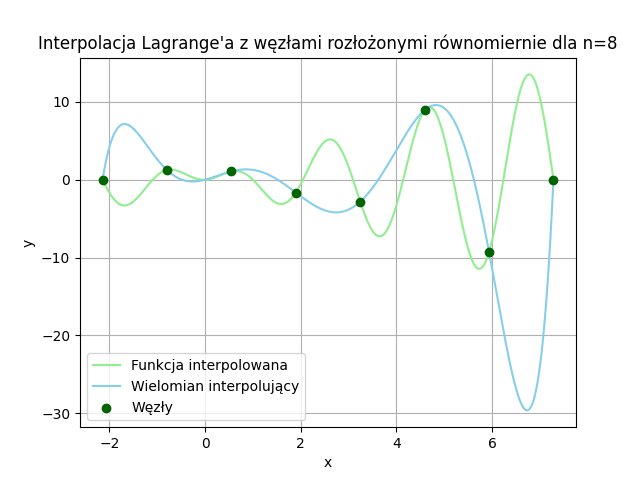 Interpolacja Lagrange'a z węzłami rozłożonymi równomiernie dla n=8
10
0
−10
−20
−30
y
Funkcja interpolowana
Wielomian interpolujący
Węzły
−2
0
2
4
6
x